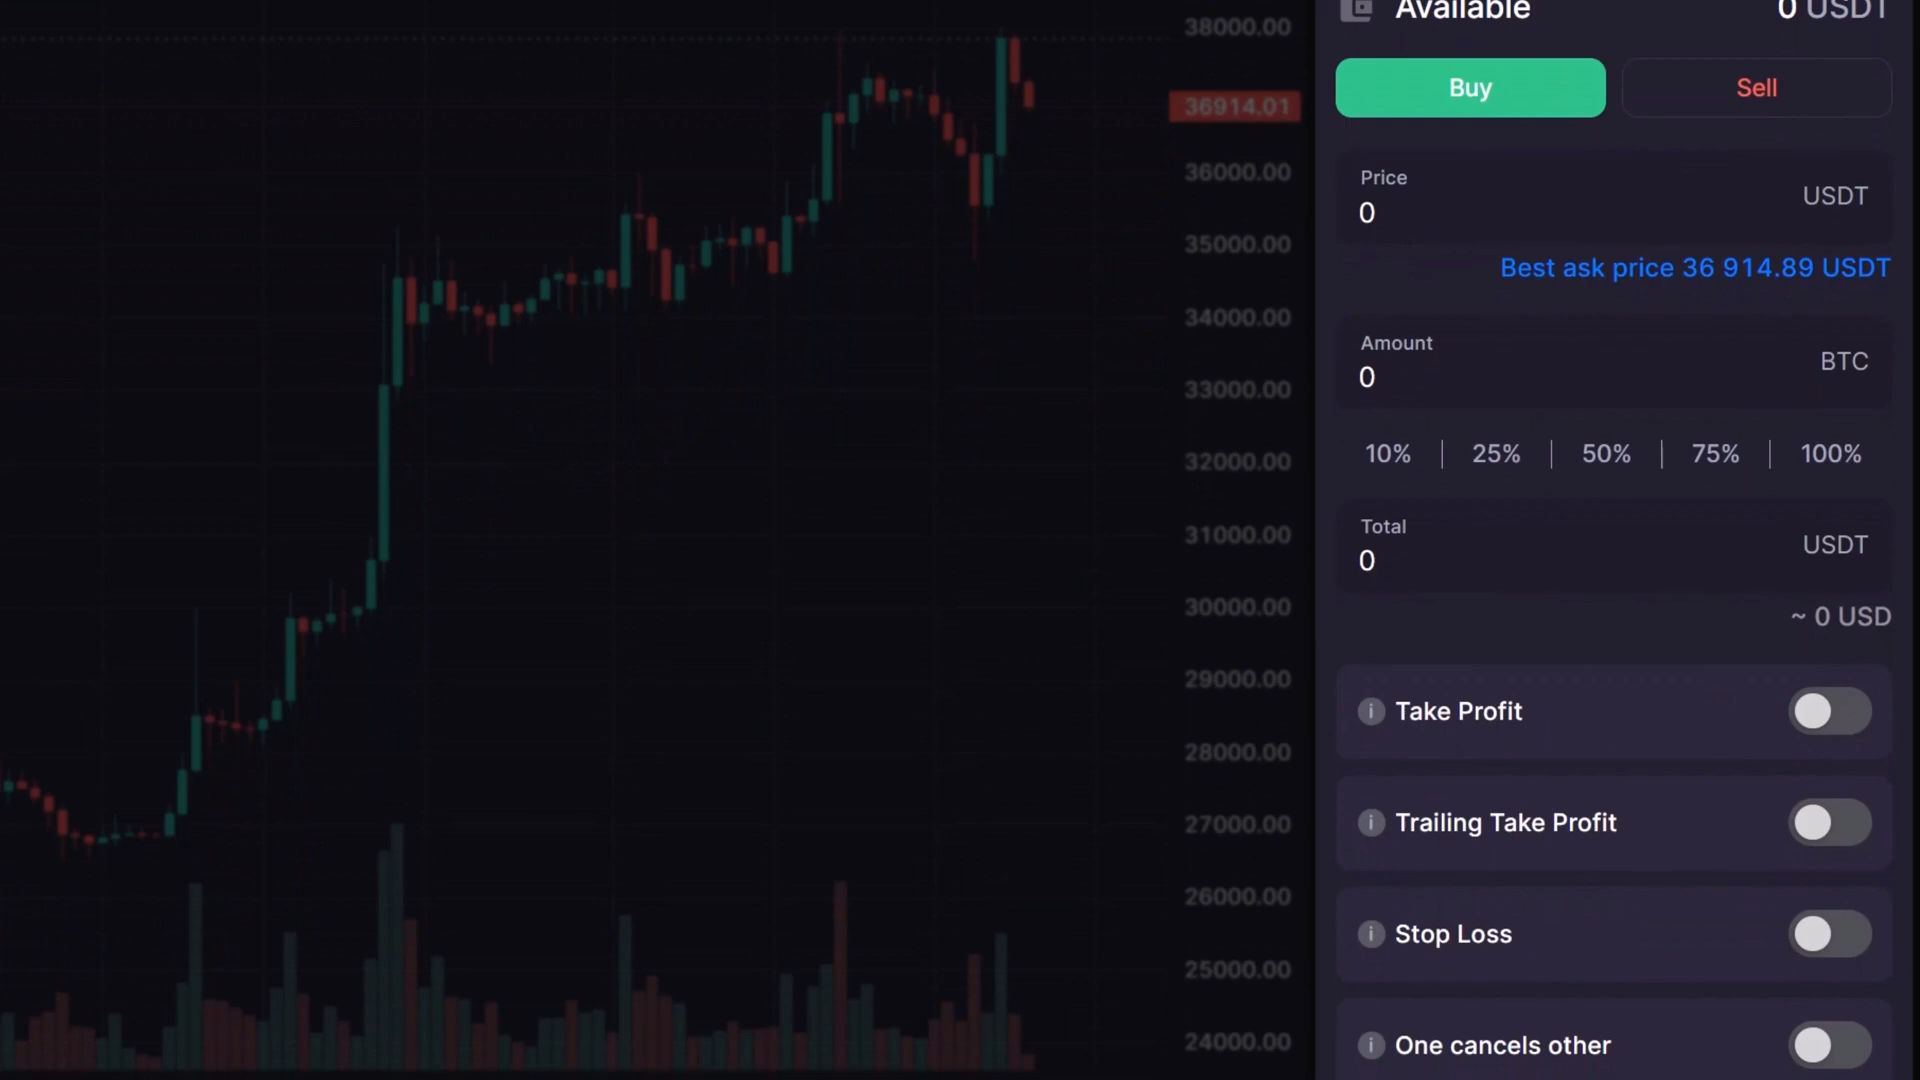 38000.00
36914.01
36000.00
35000.00
34000.00
33000.00
32000.00
31000.00
30000.00
29000.00
28000.00
27000.00
26000.00
25000.00
24000.00
Available 0 USDT
Buy Sell
Price
0 USDT
Best ask price 36 914.89 USDT
Amount
0 BTC
10% 25% 50% 75% 100%
Total
0 USDT
~ 0 USD
Take Profit
Trailing Take Profit
Stop Loss
One cancels other